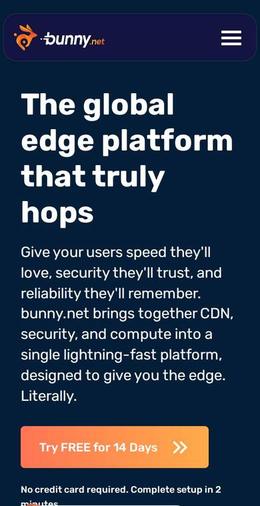 bunny.net
The global
edge platform
that truly
hops
Give your users speed they'll
love, security they'll trust, and
reliability they'll remember.
bunny.net brings together CDN,
security, and compute into a
single lightning-fast platform,
designed to give you the edge.
Literally.
Try FREE for 14 Days
No credit card required. Complete setup in 2
minutes